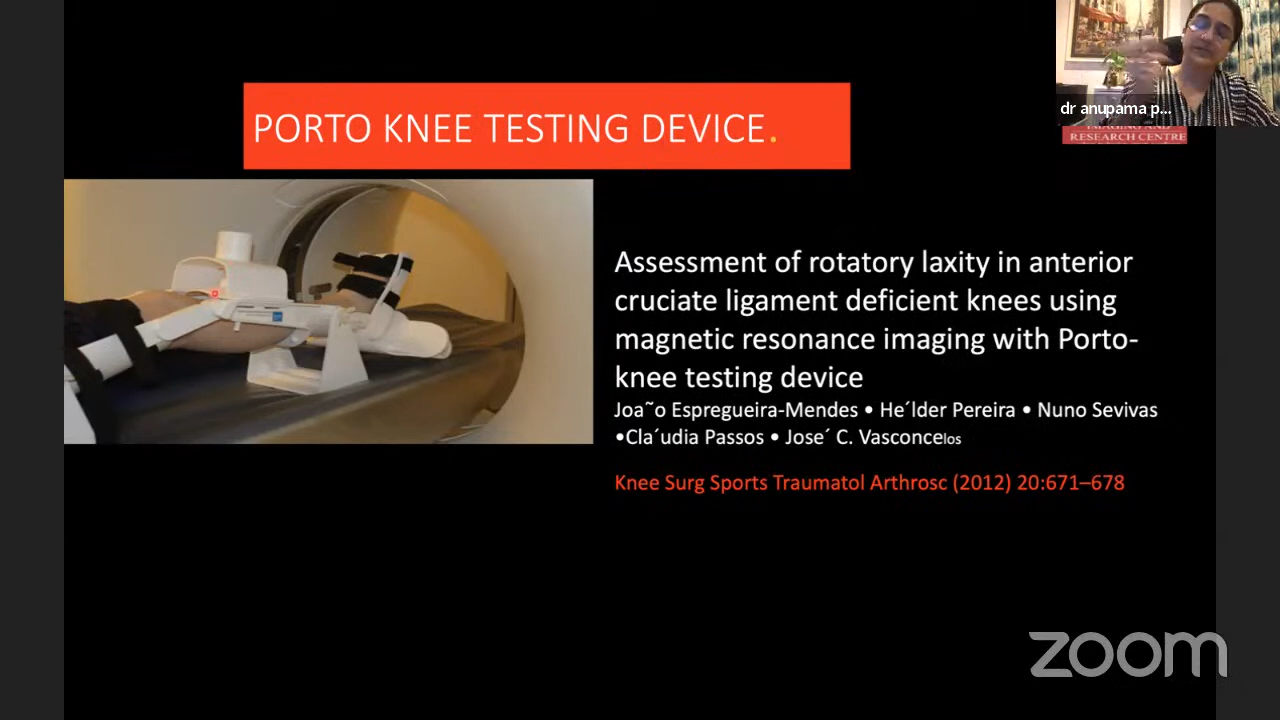 dr anupama p...
IMAGING AND
RESEARCH CENTRE
PORTO KNEE TESTING DEVICE.
Assessment of rotatory laxity in anterior
cruciate ligament deficient knees using
magnetic resonance imaging with Porto-
knee testing device
Joa˜o Espregueira-Mendes • He´lder Pereira • Nuno Sevivas
•Cla´udia Passos • Jose´ C. Vasconcelos
Knee Surg Sports Traumatol Arthrosc (2012) 20:671–678
zoom